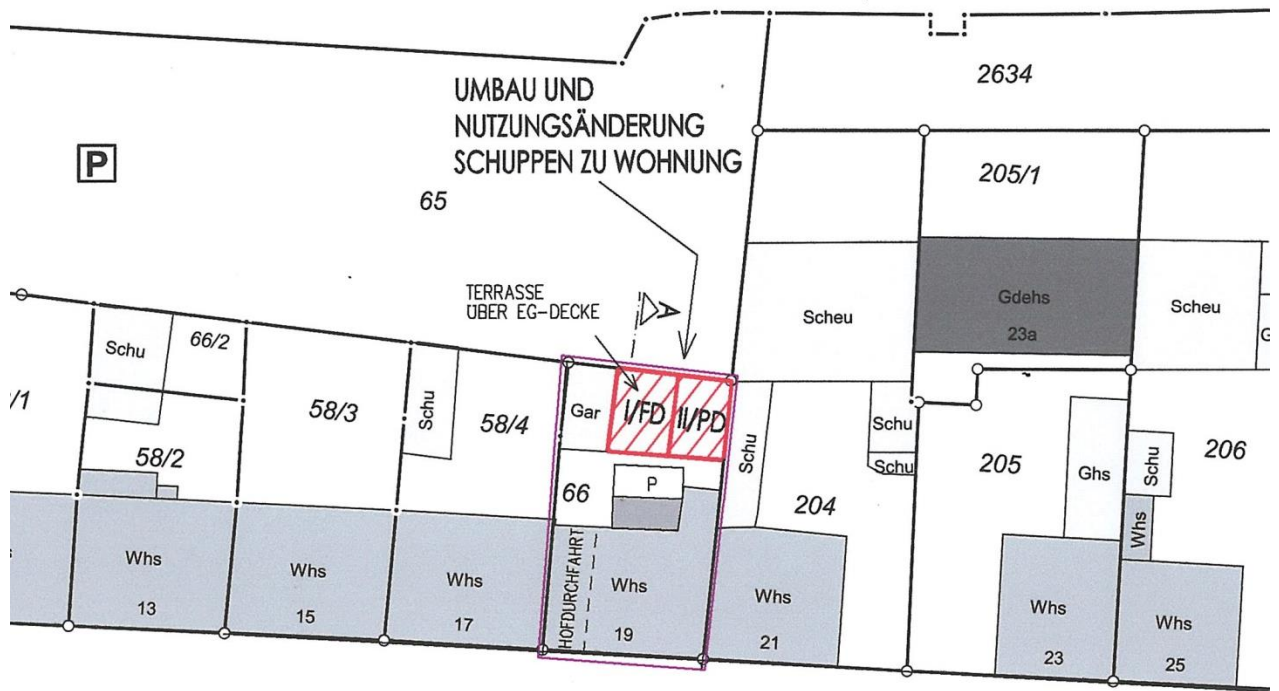 2634
UMBAU UND
NUTZUNGSÄNDERUNG
SCHUPPEN ZU WOHNUNG
P
205/1
65
TERRASSE
ÜBER EG-DECKE
A
Gdehs
23a
Scheu
Scheu
G
Schu
66/2
/1
58/3
Schu
58/4
Gar
I/FD
II/PD
Schu
Schu
Schu
58/2
66
P
204
205
Ghs
Schu
206
Whs
HOFDURCHFAHRT
Whs
13
Whs
15
Whs
17
Whs
19
Whs
21
Whs
23
Whs
25